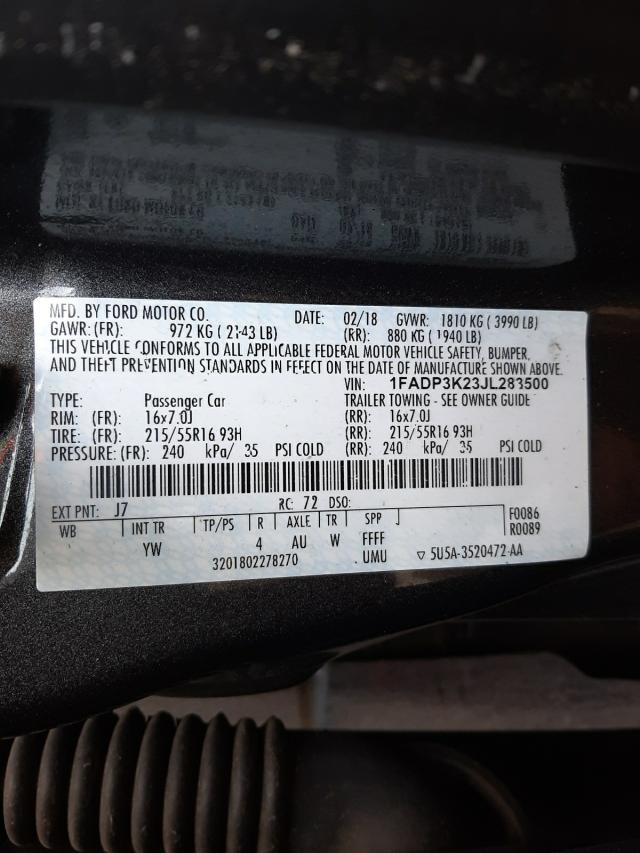 MFD. BY FORD MOTOR CO. DATE: 02/18 GVWR: 1810 KG ( 3990 LB)
GAWR: (FR): 972 KG ( 2143 LB) (RR): 880 KG ( 1940 LB)
THIS VEHICLE CONFORMS TO ALL APPLICABLE FEDERAL MOTOR VEHICLE SAFETY, BUMPER,
AND THEFT PREVENTION STANDARDS IN EFFECT ON THE DATE OF MANUFACTURE SHOWN ABOVE.
VIN: 1FADP3K23JL283500
TYPE: Passenger Car TRAILER TOWING - SEE OWNER GUIDE
RIM: (FR): 16x7.0J (RR): 16x7.0J
TIRE: (FR): 215/55R16 93H (RR): 215/55R16 93H
PRESSURE: (FR): 240 kPa/ 35 PSI COLD (RR): 240 kPa/ 35 PSI COLD
EXT PNT: J7 RC: 72 DSO: F0086
WB INT TR TP/PS R AXLE TR SPP R0089
YW 4 AU W FFFF
3201802278270 UMU ▽ 5U5A-3520472-AA